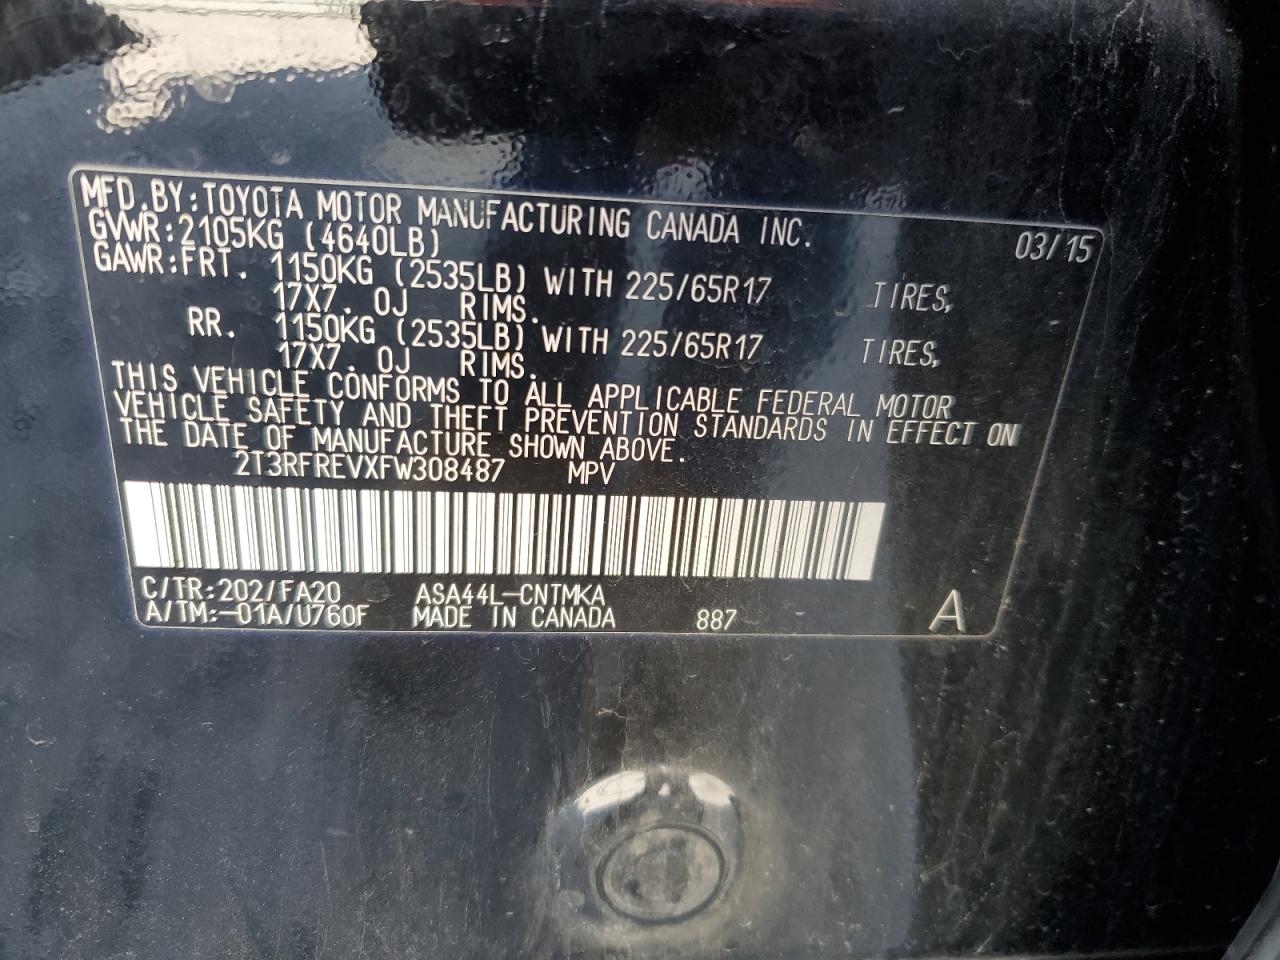 MFD.BY:TOYOTA MOTOR MANUFACTURING CANADA INC. 03/15
GVWR:2105KG (4640LB)
GAWR:FRT. 1150KG (2535LB) WITH 225/65R17 TIRES,
17X7.0J RIMS.
RR. 1150KG (2535LB) WITH 225/65R17 TIRES,
17X7.0J RIMS.
THIS VEHICLE CONFORMS TO ALL APPLICABLE FEDERAL MOTOR
VEHICLE SAFETY AND THEFT PREVENTION STANDARDS IN EFFECT ON
THE DATE OF MANUFACTURE SHOWN ABOVE.
2T3RFREVXFW308487 MPV
C/TR:202/FA20 ASA44L-CNTMKA
A/TM:-01A/U760F MADE IN CANADA 887 A